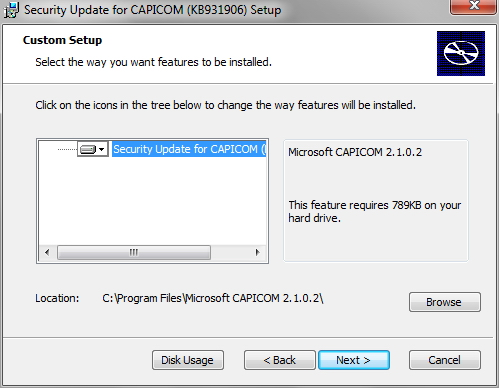 Security Update for CAPICOM (KB931906) Setup
Custom Setup
Select the way you want features to be installed.
Click on the icons in the tree below to change the way features will be installed.
Security Update for CAPICOM (
Microsoft CAPICOM 2.1.0.2
This feature requires 789KB on your
hard drive.
Location: C:\Program Files\Microsoft CAPICOM 2.1.0.2\
Browse
Disk Usage
< Back
Next >
Cancel